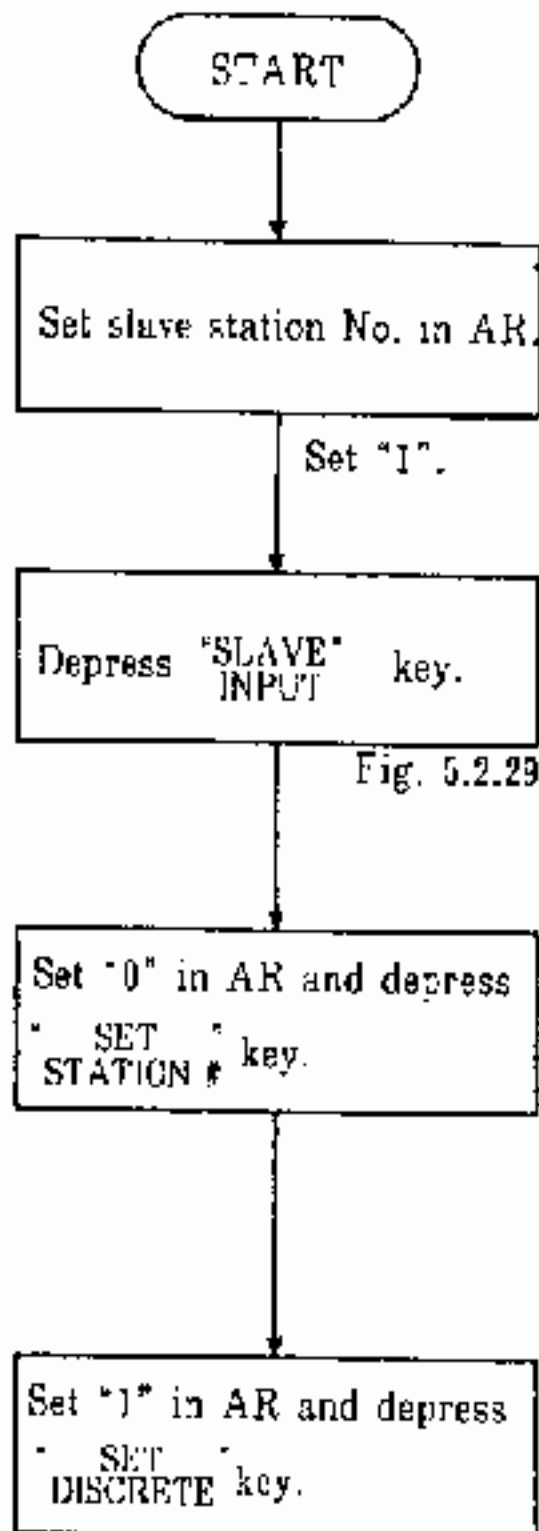 START
Set slave station No. in AR.
Set "1".
Depress "SLAVE INPUT" key.
Fig. 5.2.29
Set "0" in AR and depress
" SET STATION # " key.
Set "1" in AR and depress
" SET DISCRETE " key.